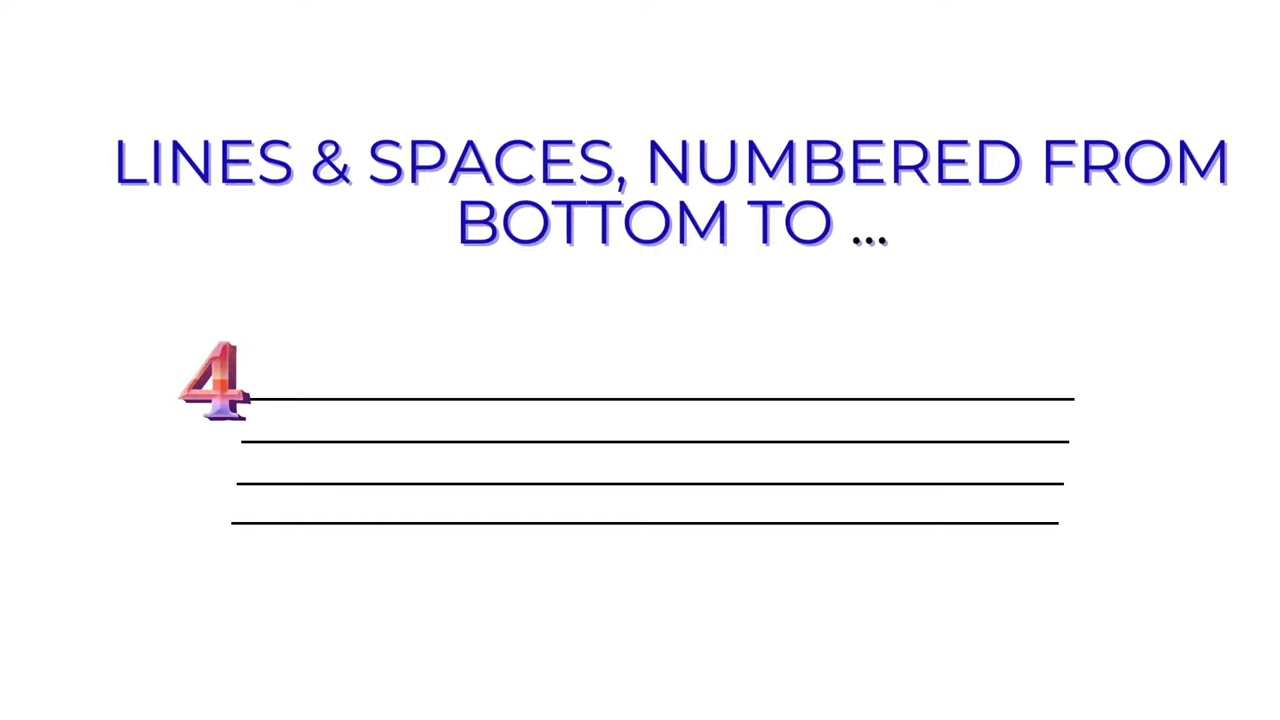 LINES & SPACES, NUMBERED FROM
BOTTOM TO ...
4